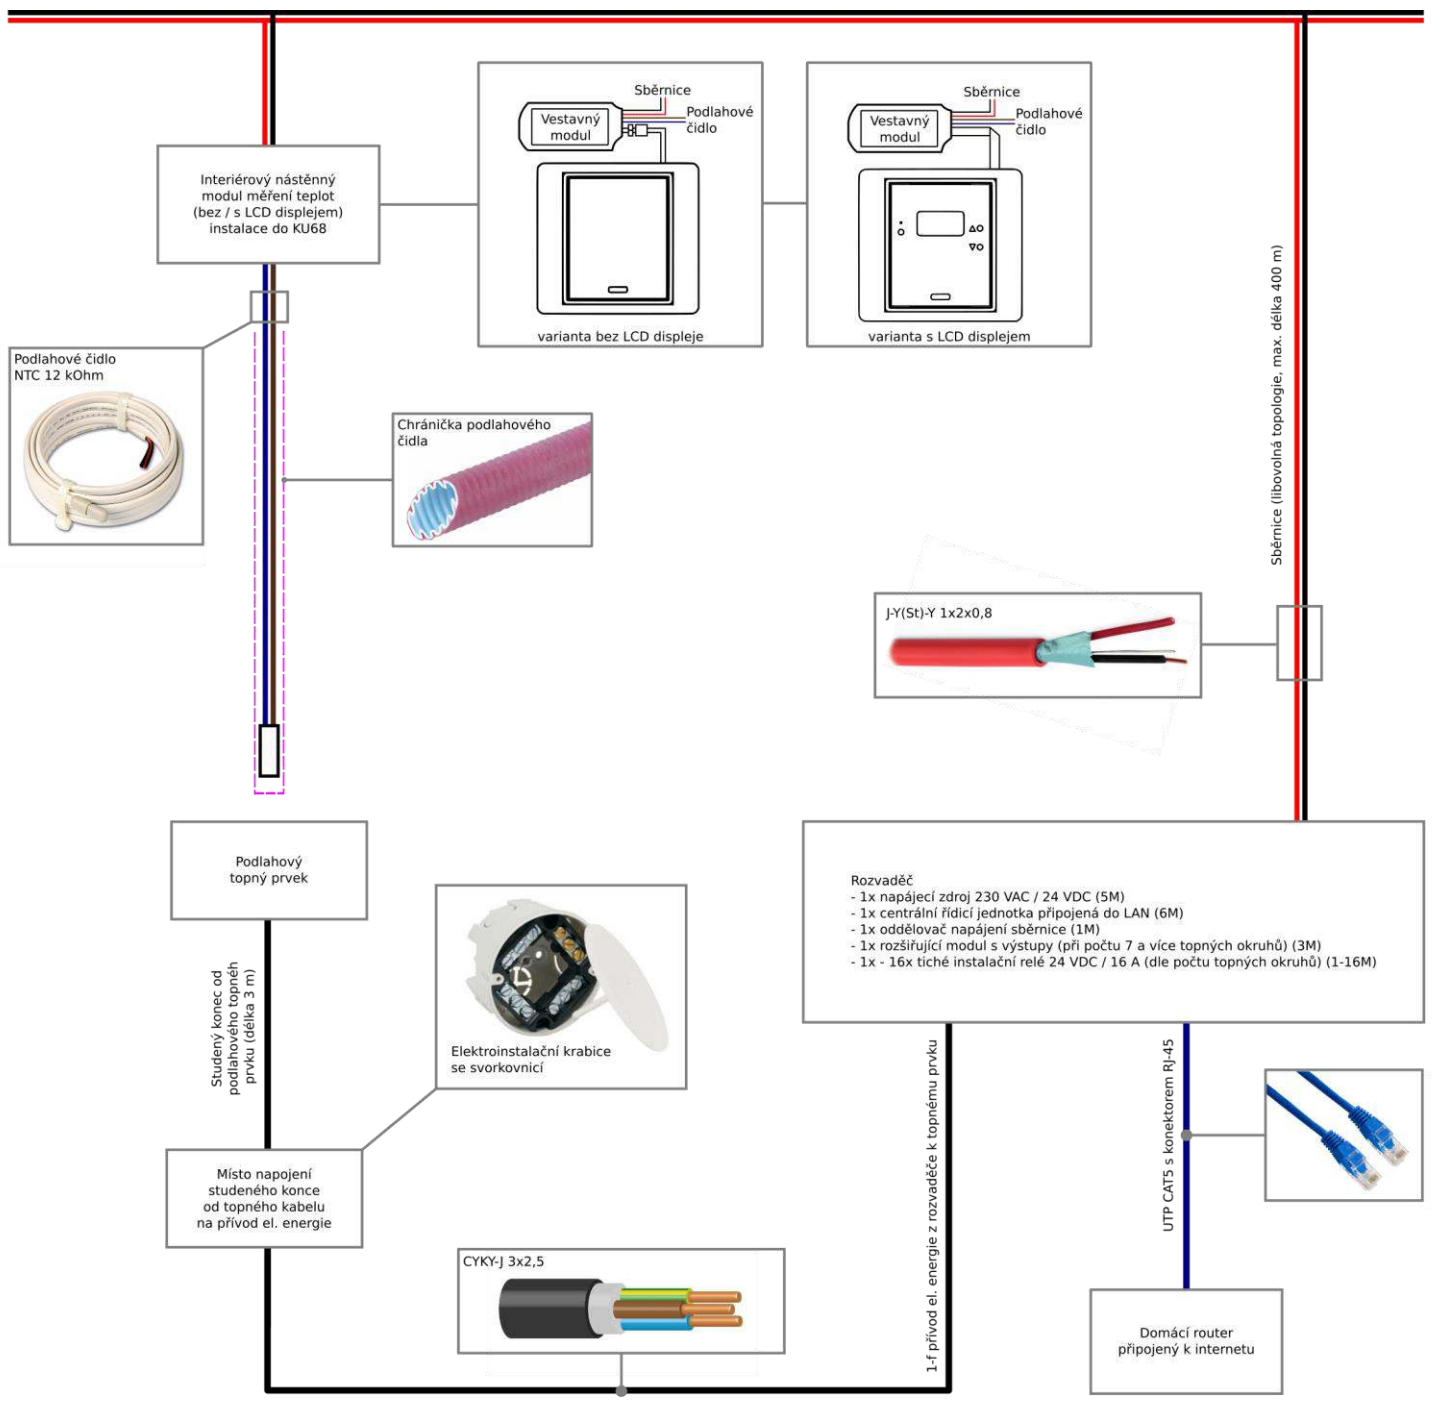 Sběrnice
Podlahové
čidlo
Vestavný
modul
varianta bez LCD displeje
Sběrnice
Podlahové
čidlo
Vestavný
modul
varianta s LCD displejem
Interiérový nástěnný
modul měření teplot
(bez / s LCD displejem)
instalace do KU68
Podlahové čidlo
NTC 12 kOhm
Chránička podlahového
čidla
Sběrnice (libovolná topologie, max. délka 400 m)
J-Y(St)-Y 1x2x0,8
Podlahový
topný prvek
Rozvaděč
- 1x napájecí zdroj 230 VAC / 24 VDC (5M)
- 1x centrální řídicí jednotka připojená do LAN (6M)
- 1x oddělovač napájení sběrnice (1M)
- 1x rozšiřující modul s výstupy (při počtu 7 a více topných okruhů) (3M)
- 1x - 16x tiché instalační relé 24 VDC / 16 A (dle počtu topných okruhů) (1-16M)
Studený konec od
podlahového topnéh
prvku (délka 3 m)
Elektroinstalační krabice
se svorkovnicí
Místo napojení
studeného konce
od topného kabelu
na přívod el. energie
CYKY-J 3x2,5
1-f přívod el. energie z rozvaděče k topnému prvku
UTP CAT5 s konektorem RJ-45
Domácí router
připojený k internetu